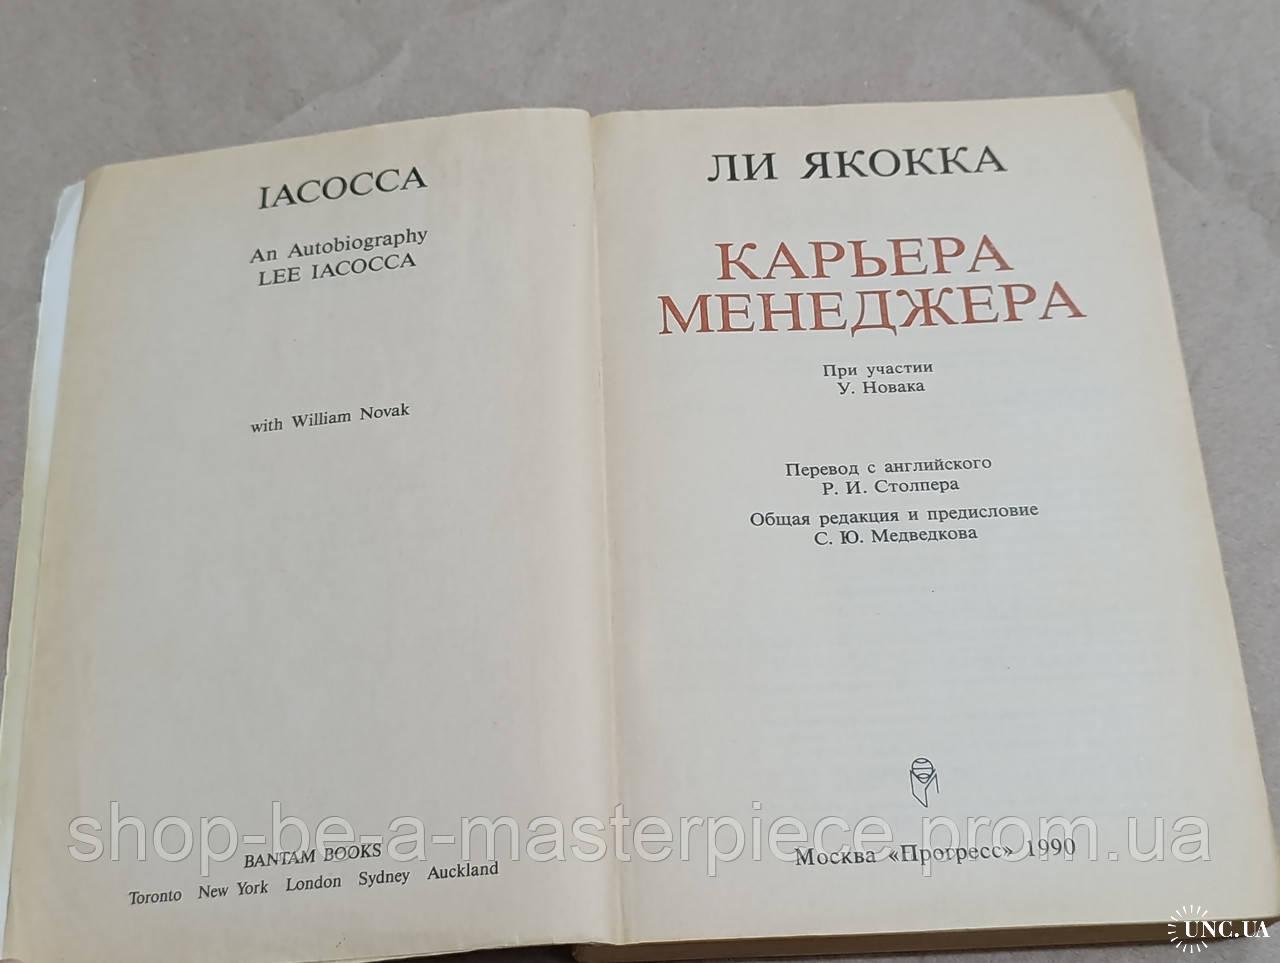 IACOCCA
An Autobiography
LEE IACOCCA
with William Novak
BANTAM BOOKS
Toronto New York London Sydney Auckland
ЛИ ЯКОККА
КАРЬЕРА
МЕНЕДЖЕРА
При участии
У. Новака
Перевод с английского
Р. И. Столпера
Общая редакция и предисловие
С. Ю. Медведкова
Москва «Прогресс» 1990
shop-be-a-masterpiece.prom.ua
UNC.UA